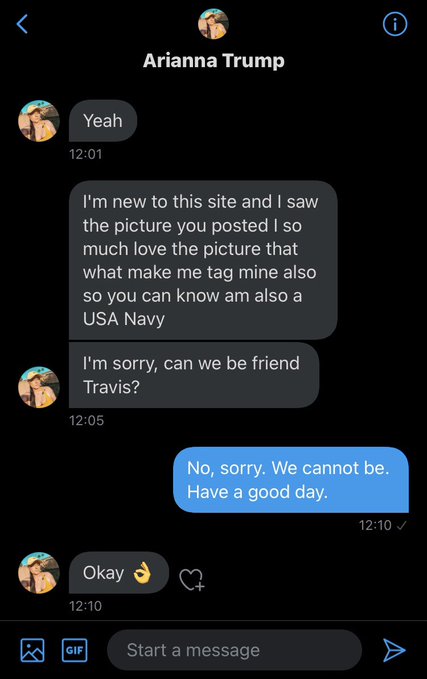 Arianna Trump
Yeah
12:01
I'm new to this site and I saw
the picture you posted I so
much love the picture that
what make me tag mine also
so you can know am also a
USA Navy
I'm sorry, can we be friend
Travis?
12:05
No, sorry. We cannot be.
Have a good day.
12:10 ✓
Okay 👌
12:10
GIF
Start a message